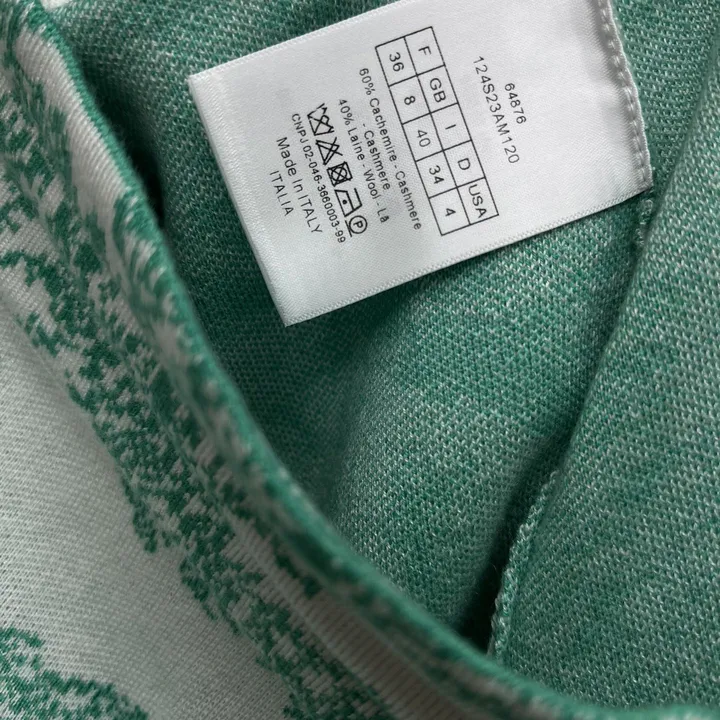 64876
124S23AM120
F GB I D USA
36 8 40 34 4
60% Cachemire - Cashmere
- Cashmere
40% Laine - Wool - Lã
CNPJ 02-046-3660003-99
Made in ITALY
ITALIA